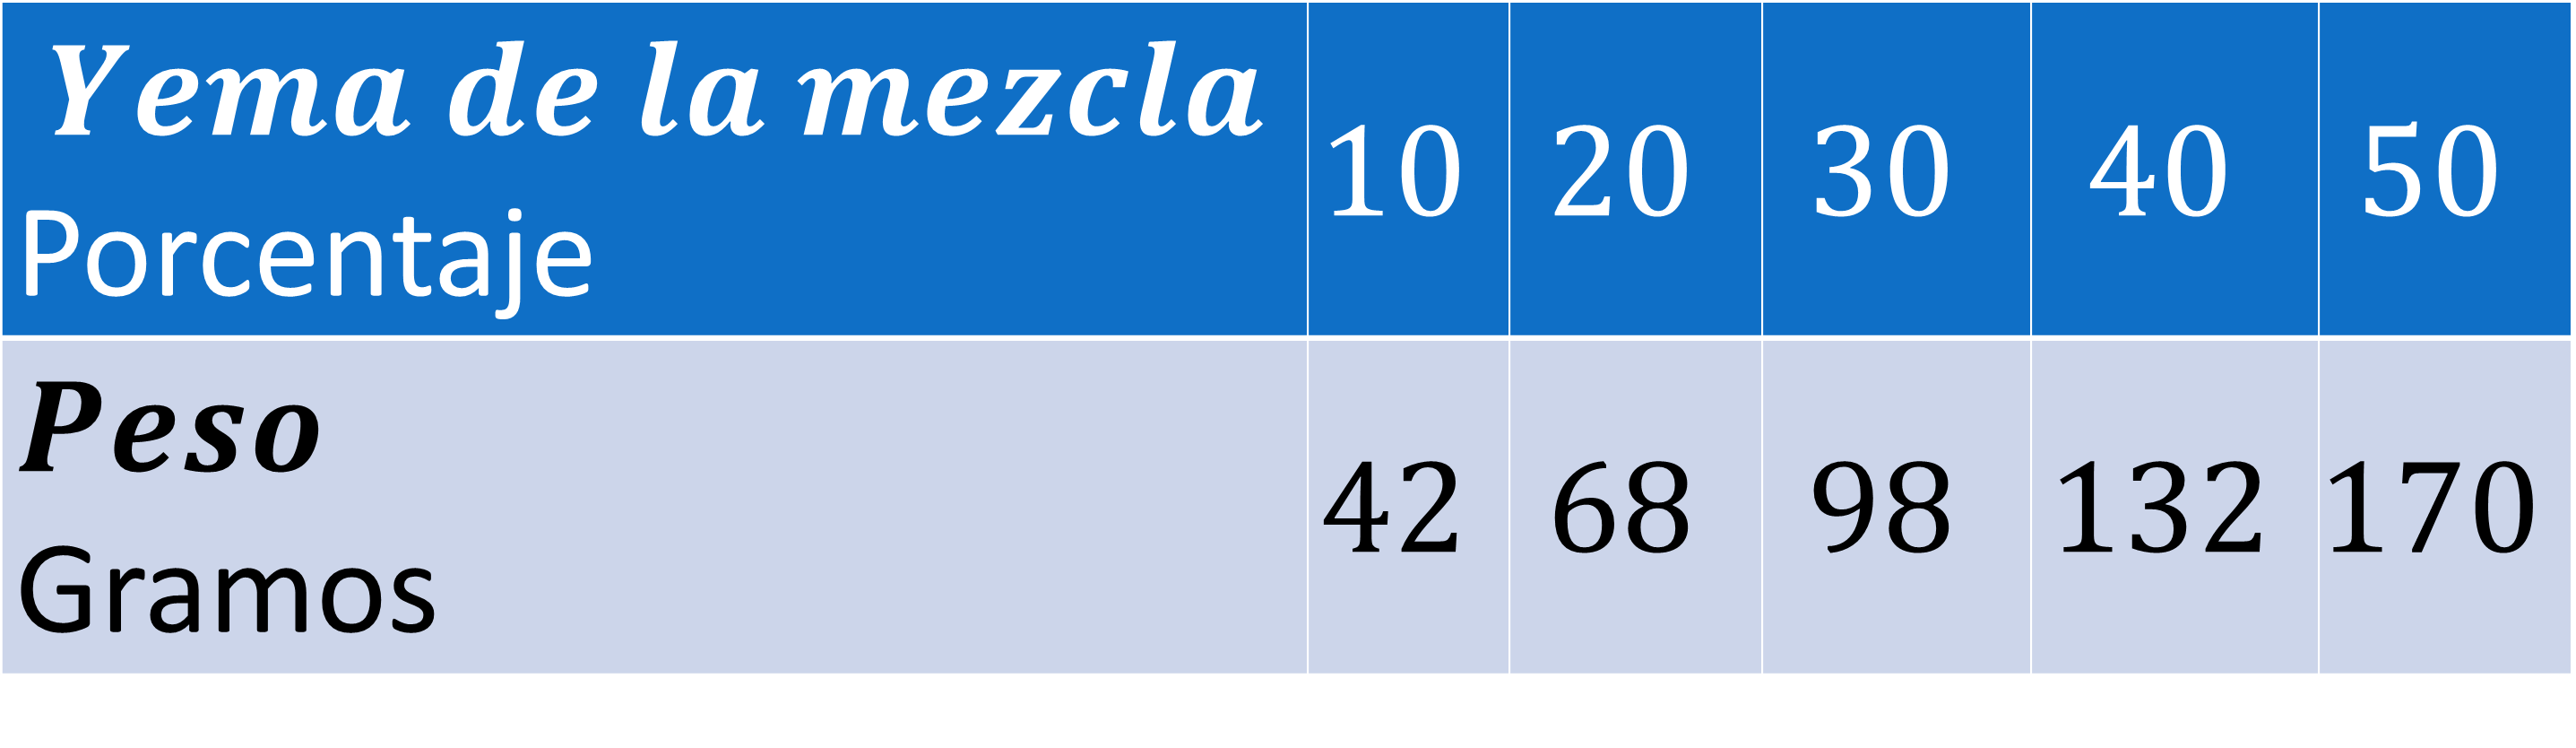 Yema de la mezcla
Porcentaje
10 20 30 40 50
Peso
Gramos
42 68 98 132 170